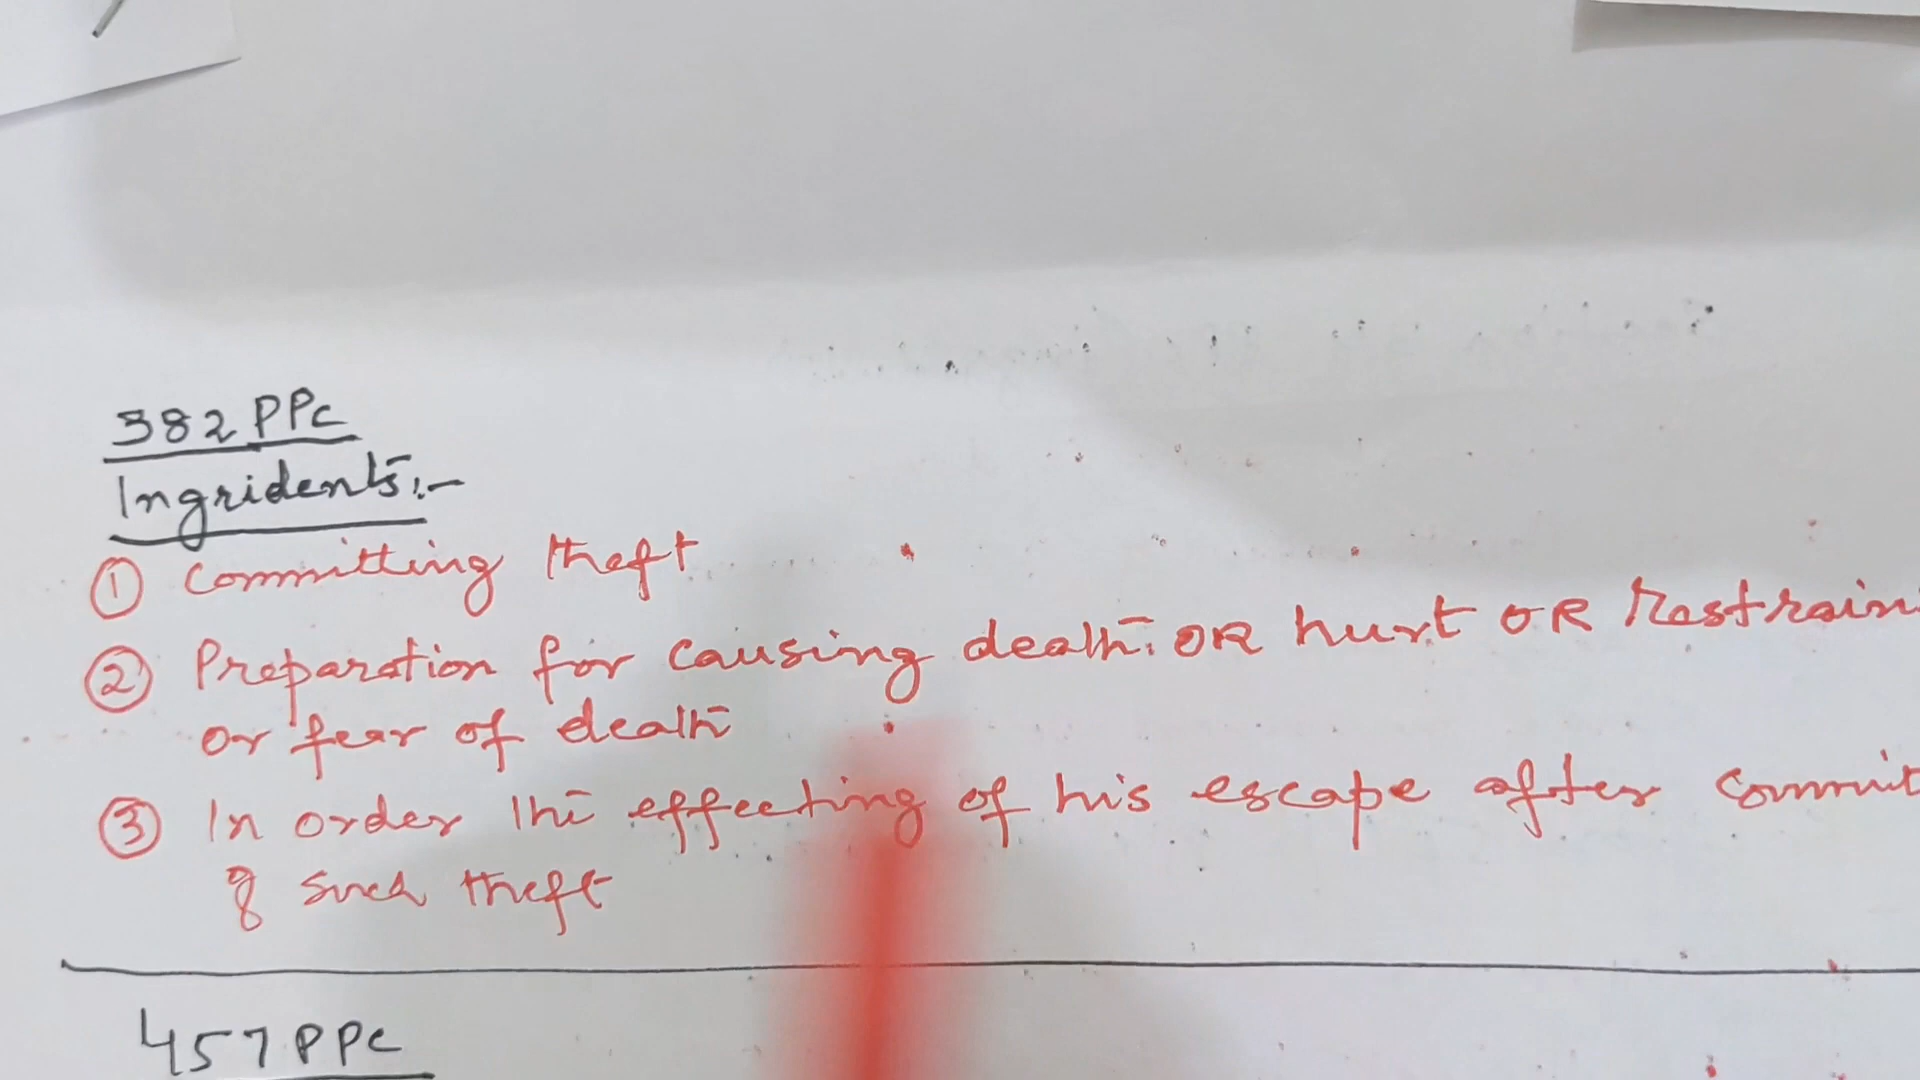 382 PPC
Ingridents:-
① Committing theft
② Preparation for causing death. OR hurt OR Restrain
or fear of death
③ In order the effecting of his escape after Commit
of such theft
457 PPC